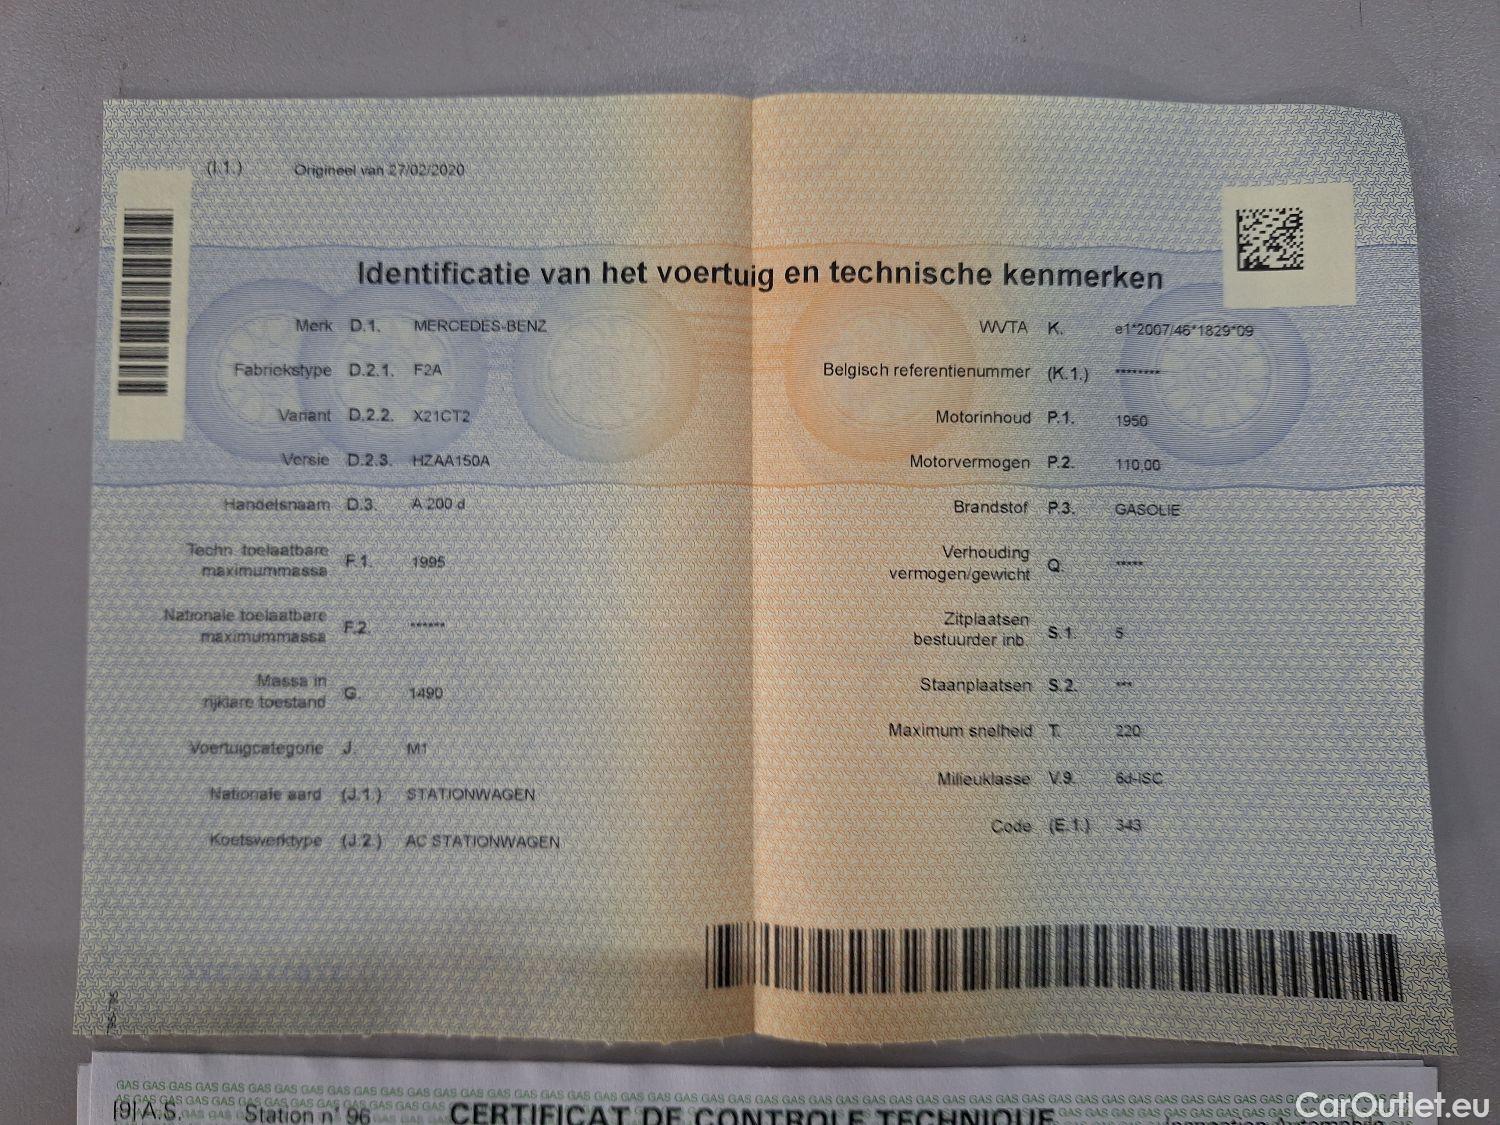 (I.1.) Origineel van 27/02/2020
Identificatie van het voertuig en technische kenmerken
Merk D.1. MERCEDES-BENZ
Fabriekstype D.2.1. F2A
Variant D.2.2. X21CT2
Versie D.2.3. HZAA150A
Handelsnaam D.3. A 200 d
Techn. toelaatbare
maximummassa F.1. 1995
Nationale toelaatbare
maximummassa F.2. ******
Massa in
rijklare toestand G. 1490
Voertuigcategorie J. M1
Nationale aard (J.1.) STATIONWAGEN
Koetswerktype (J.2.) AC STATIONWAGEN
WVTA K. e1*2007/46*1829*09
Belgisch referentienummer (K.1.) ********
Motorinhoud P.1. 1950
Motorvermogen P.2. 110,00
Brandstof P.3. GASOLIE
Verhouding
vermogen/gewicht Q. *****
Zitplaatsen
bestuurder inb. S.1. 5
Staanplaatsen S.2. ***
Maximum snelheid T. 220
Milieuklasse V.9. 6d-ISC
Code (E.1.) 343
GAS GAS GAS GAS GAS GAS GAS GAS GAS GAS GAS GAS GAS GAS GAS GAS GAS GAS GAS GAS
[9] A.S. Station n° 96 CERTIFICAT DE CONTROLE TECHNIQUE
CarOutlet.eu